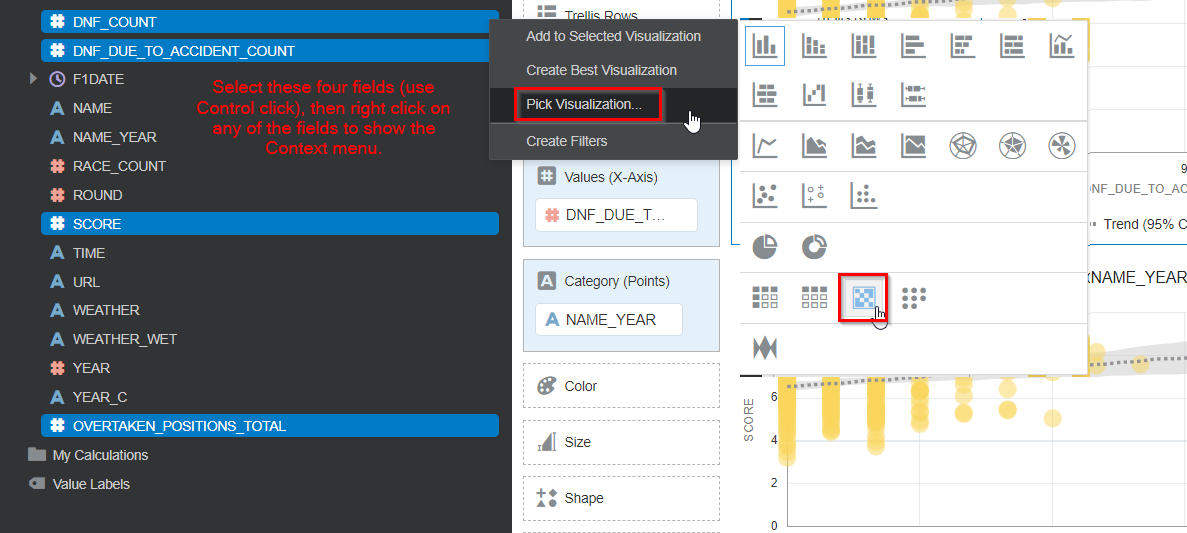 DNF_COUNT
DNF_DUE_TO_ACCIDENT_COUNT
F1DATE
NAME
NAME_YEAR
RACE_COUNT
ROUND
SCORE
TIME
URL
WEATHER
WEATHER_WET
YEAR
YEAR_C
OVERTAKEN_POSITIONS_TOTAL
My Calculations
Value Labels
Select these four fields (use
Control click), then right click on
any of the fields to show the
Context menu.
Trellis Rows
Add to Selected Visualization
Create Best Visualization
Pick Visualization...
Create Filters
Values (X-Axis)
DNF_DUE_T...
Category (Points)
NAME_YEAR
Color
Size
Shape
9
NF_DUE_TO_AC
Trend (95% C
NAME_YEAR
SCORE
6
4
2
0